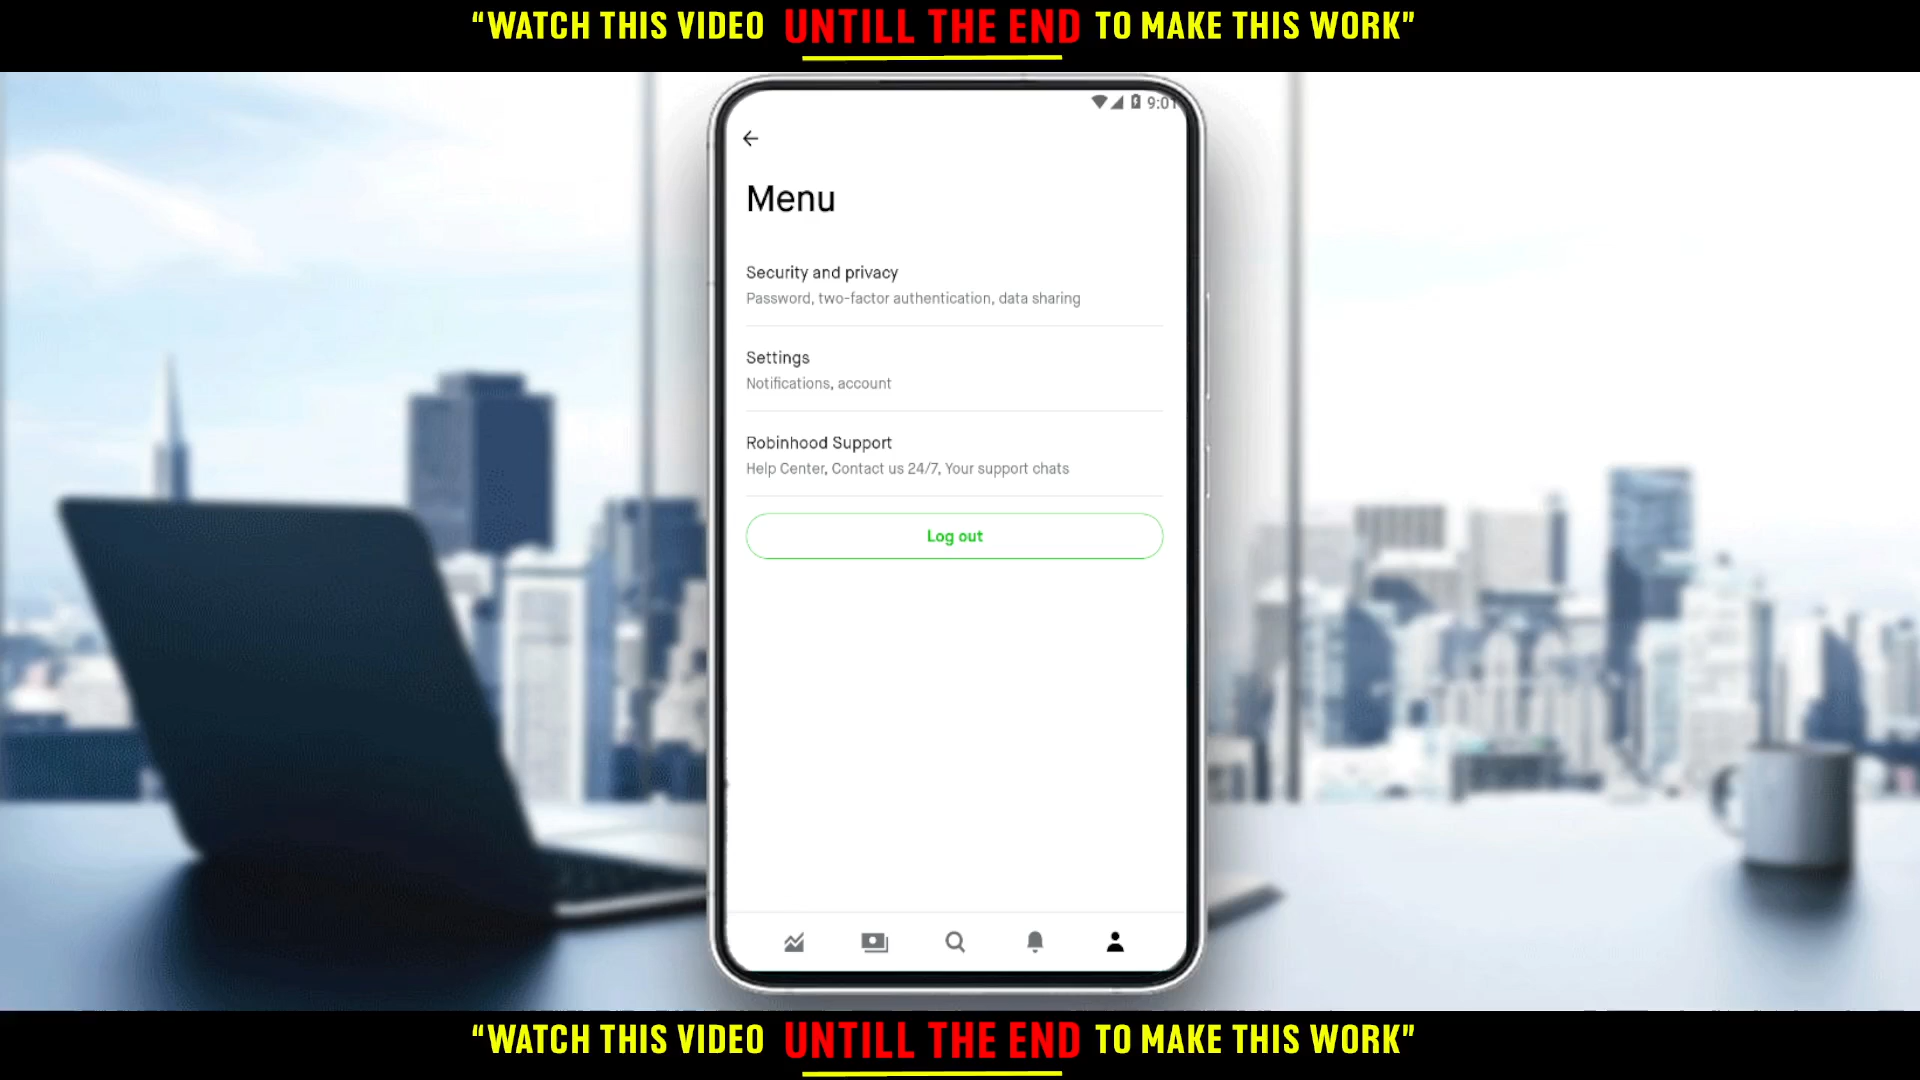 “WATCH THIS VIDEO UNTILL THE END TO MAKE THIS WORK”
9:01
Menu
Security and privacy
Password, two-factor authentication, data sharing
Settings
Notifications, account
Robinhood Support
Help Center, Contact us 24/7, Your support chats
Log out
“WATCH THIS VIDEO UNTILL THE END TO MAKE THIS WORK”